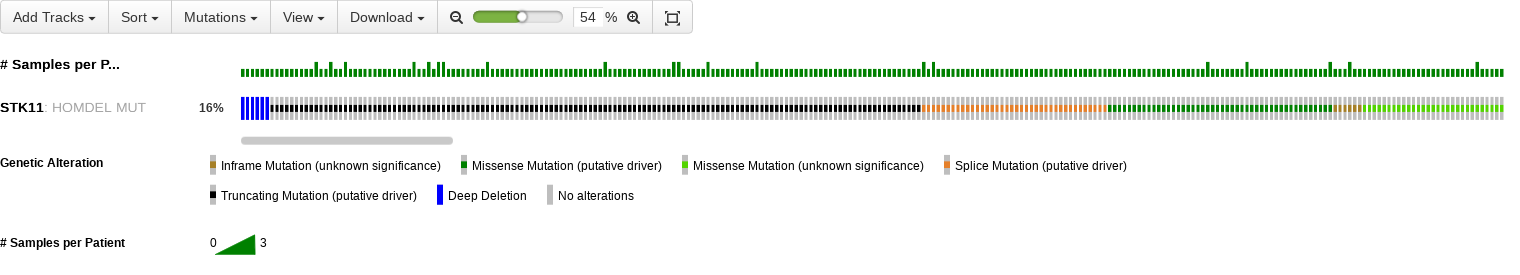 Add Tracks Sort Mutations View Download 54 %
# Samples per P...
STK11: HOMDEL MUT 16%
Genetic Alteration Inframe Mutation (unknown significance) Missense Mutation (putative driver) Missense Mutation (unknown significance) Splice Mutation (putative driver)
Truncating Mutation (putative driver) Deep Deletion No alterations
# Samples per Patient 0 3